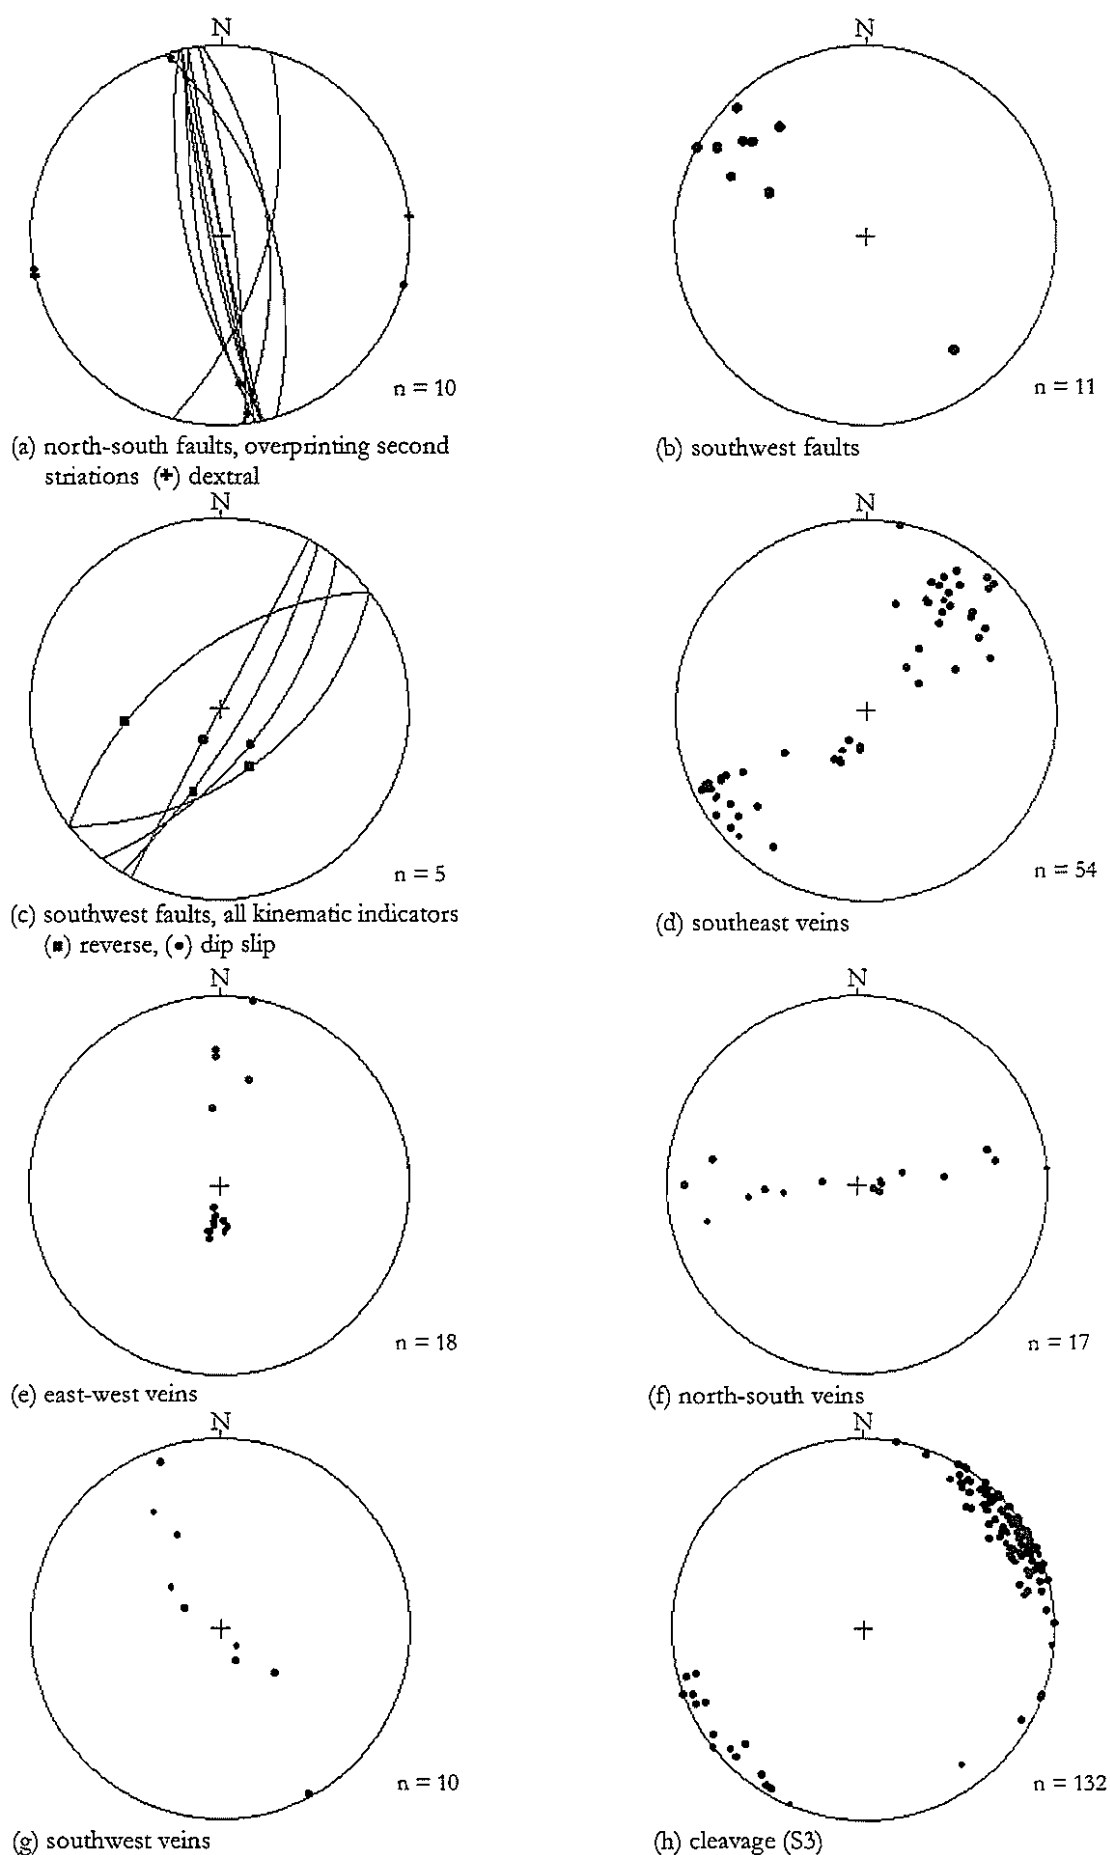 N
N
n = 10
n = 11
(a) north-south faults, overprinting second
striations (+) dextral
(b) southwest faults
N
N
n = 5
n = 54
(c) southwest faults, all kinematic indicators
(■) reverse, (●) dip slip
(d) southeast veins
N
N
n = 18
n = 17
(e) east-west veins
(f) north-south veins
N
N
n = 10
n = 132
(g) southwest veins
(h) cleavage (S3)